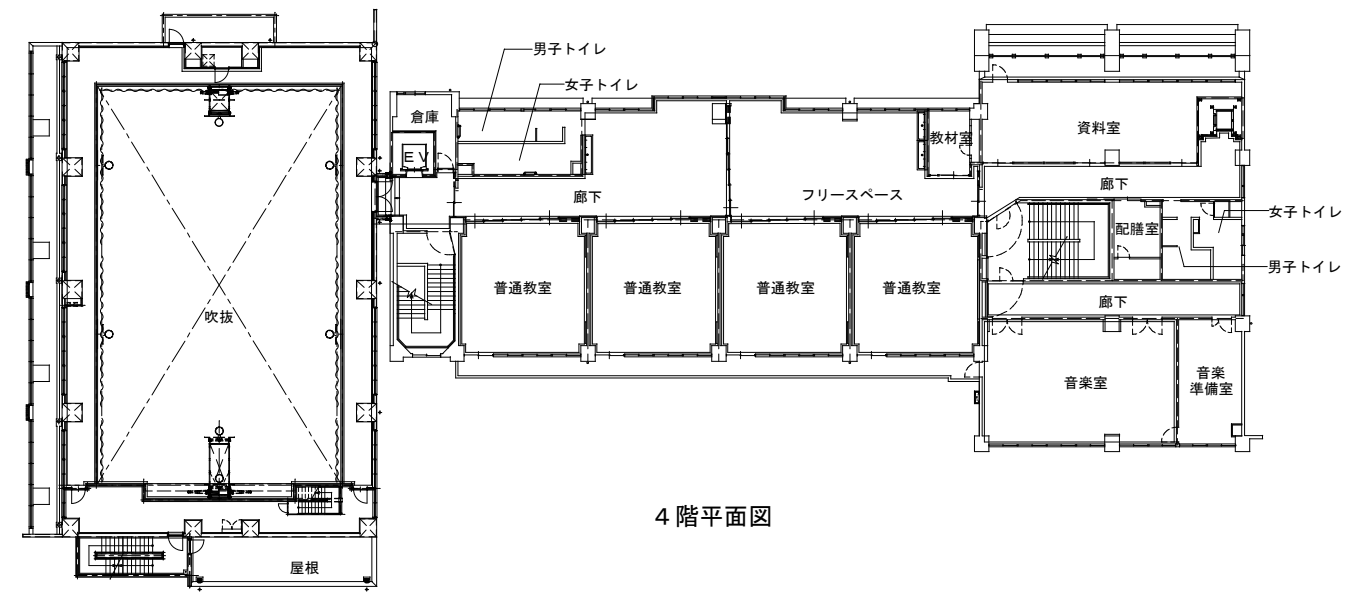 男子トイレ
女子トイレ
倉庫
EV
教材室
資料室
廊下
フリースペース
廊下
配膳室
女子トイレ
男子トイレ
普通教室
普通教室
普通教室
普通教室
廊下
吹抜
音楽室
音楽
準備室
4階平面図
屋根